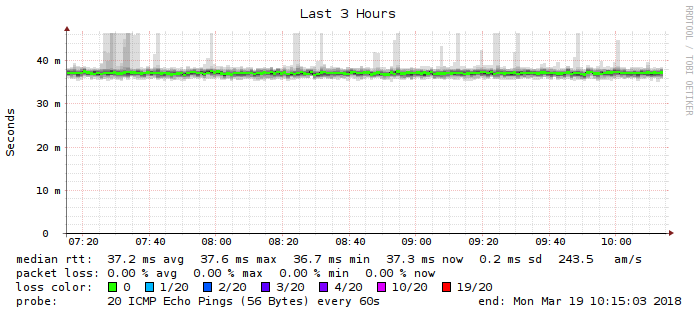 Last 3 Hours
RRDTOOL / TOBI OETIKER
Seconds
40 m
30 m
20 m
10 m
0
07:20 07:40 08:00 08:20 08:40 09:00 09:20 09:40 10:00
median rtt: 37.2 ms avg 37.6 ms max 36.7 ms min 37.3 ms now 0.2 ms sd 243.5 am/s
packet loss: 0.00 % avg 0.00 % max 0.00 % min 0.00 % now
loss color: 0 1/20 2/20 3/20 4/20 10/20 19/20
probe: 20 ICMP Echo Pings (56 Bytes) every 60s end: Mon Mar 19 10:15:03 2018